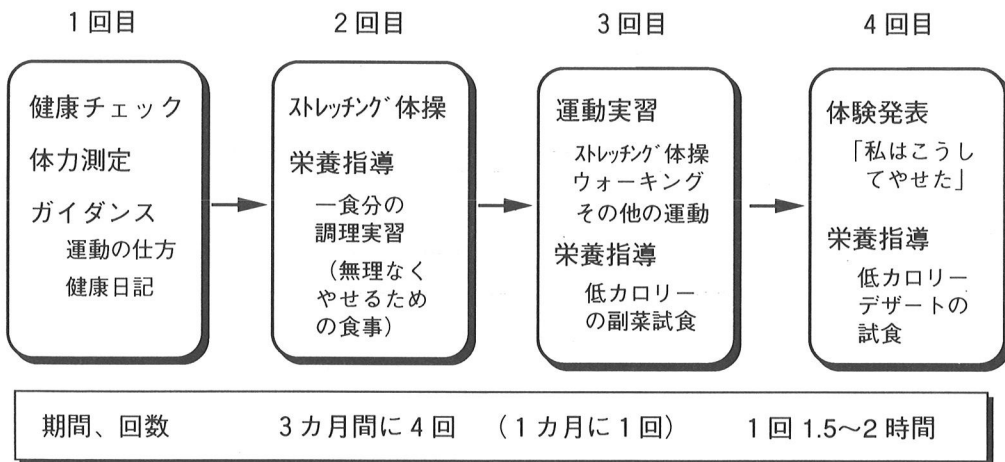 1回目
健康チェック
体力測定
ガイダンス
運動の仕方
健康日記
2回目
ストレッチング体操
栄養指導
一食分の
調理実習
(無理なく
やせるため
の食事)
3回目
運動実習
ストレッチング体操
ウォーキング
その他の運動
栄養指導
低カロリー
の副菜試食
4回目
体験発表
「私はこうし
てやせた」
栄養指導
低カロリー
デザートの
試食
期間、回数 3カ月間に4回 (1カ月に1回) 1回1.5〜2時間